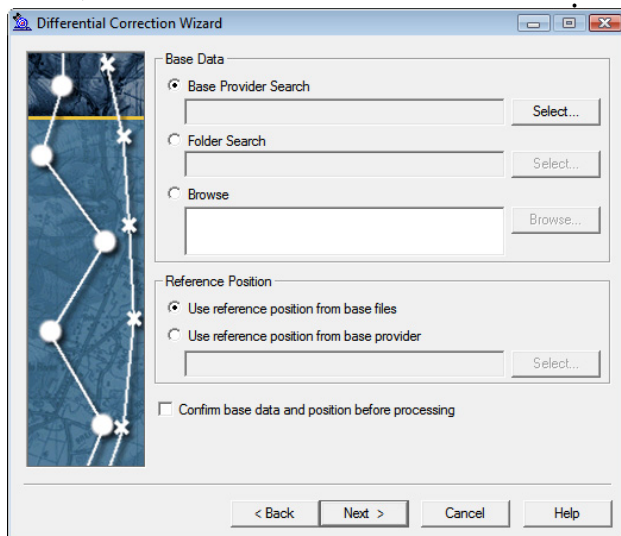 Differential Correction Wizard
Base Data
Base Provider Search
Select...
Folder Search
Select...
Browse
Browse...
Reference Position
Use reference position from base files
Use reference position from base provider
Select...
Confirm base data and position before processing
< Back
Next >
Cancel
Help